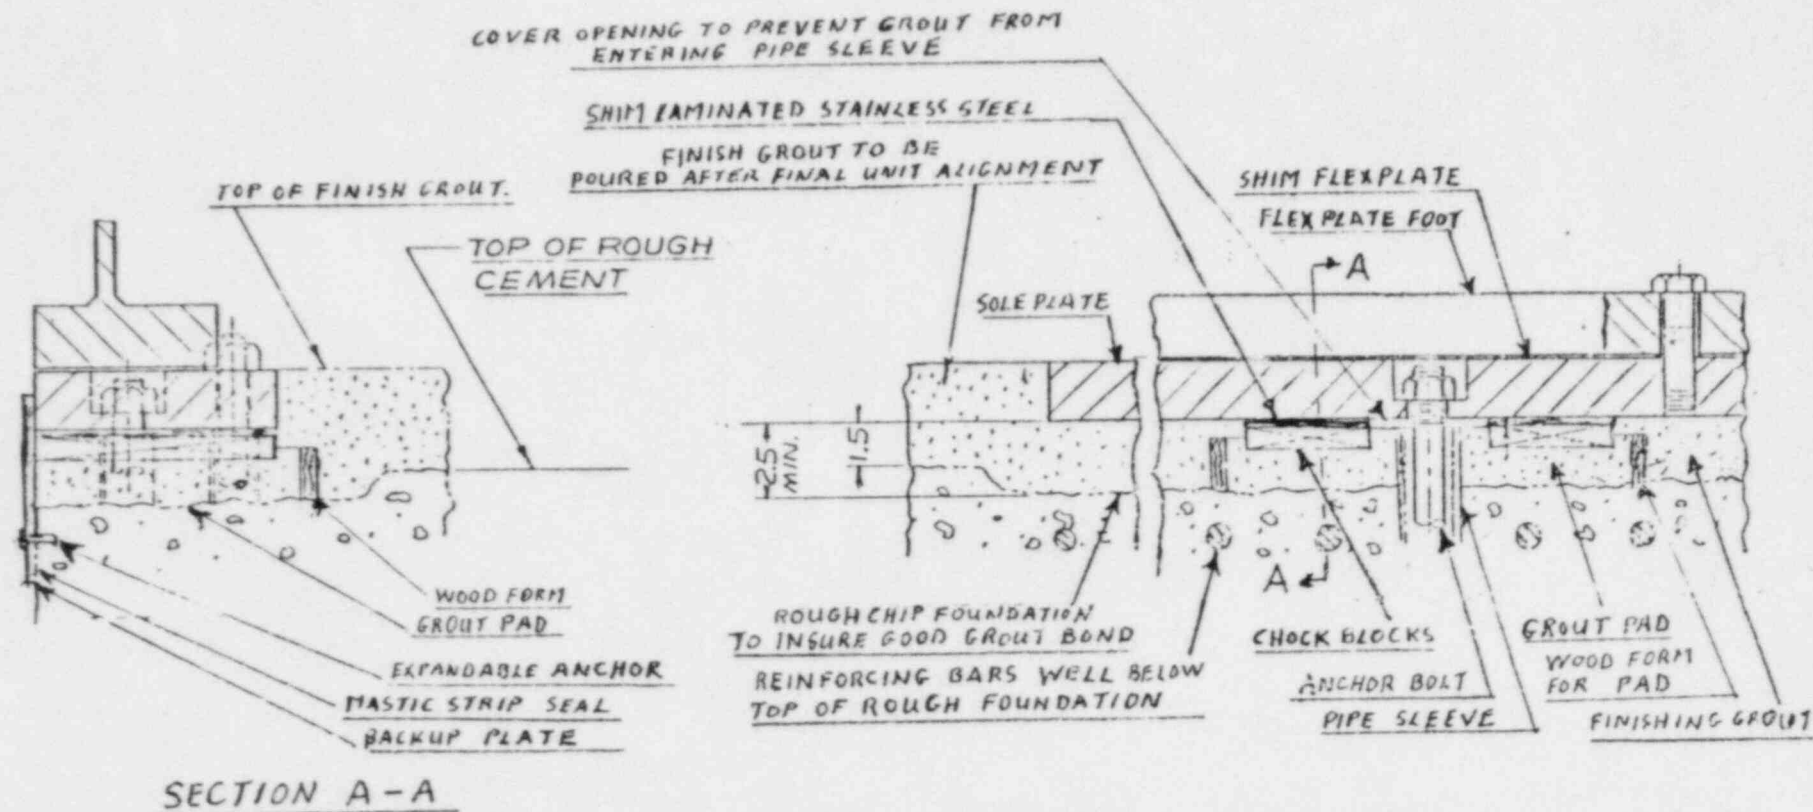 COVER OPENING TO PREVENT GROUT FROM
ENTERING PIPE SLEEVE
SHIM LAMINATED STAINLESS STEEL
FINISH GROUT TO BE
POURED AFTER FINAL UNIT ALIGNMENT
TOP OF FINISH GROUT.
TOP OF ROUGH
CEMENT
SHIM FLEXPLATE
FLEX PLATE FOOT
A
SOLE PLATE
2.5
MIN.
1.5
A
WOOD FORM
GROUT PAD
EXPANDABLE ANCHOR
MASTIC STRIP SEAL
BACKUP PLATE
ROUGH CHIP FOUNDATION
TO INSURE GOOD GROUT BOND
REINFORCING BARS WELL BELOW
TOP OF ROUGH FOUNDATION
CHOCK BLOCKS
ANCHOR BOLT
PIPE SLEEVE
GROUT PAD
WOOD FORM
FOR PAD
FINISHING GROUT
SECTION A-A